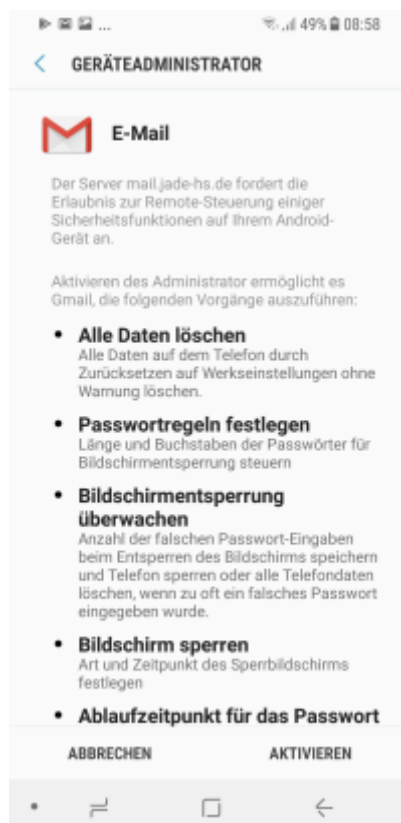 ... 49% 08:58
GERÄTEADMINISTRATOR
E-Mail
Der Server mail.jade-hs.de fordert die
Erlaubnis zur Remote-Steuerung einiger
Sicherheitsfunktionen auf Ihrem Android-
Gerät an.
Aktivieren des Administrator ermöglicht es
Gmail, die folgenden Vorgänge auszuführen:
• Alle Daten löschen
Alle Daten auf dem Telefon durch
Zurücksetzen auf Werkseinstellungen ohne
Warnung löschen.
• Passwortregeln festlegen
Länge und Buchstaben der Passwörter für
Bildschirmentsperrung steuern
• Bildschirmentsperrung
überwachen
Anzahl der falschen Passwort-Eingaben
beim Entsperren des Bildschirms speichern
und Telefon sperren oder alle Telefondaten
löschen, wenn zu oft ein falsches Passwort
eingegeben wurde.
• Bildschirm sperren
Art und Zeitpunkt des Sperrbildschirms
festlegen
• Ablaufzeitpunkt für das Passwort
ABBRECHEN AKTIVIEREN